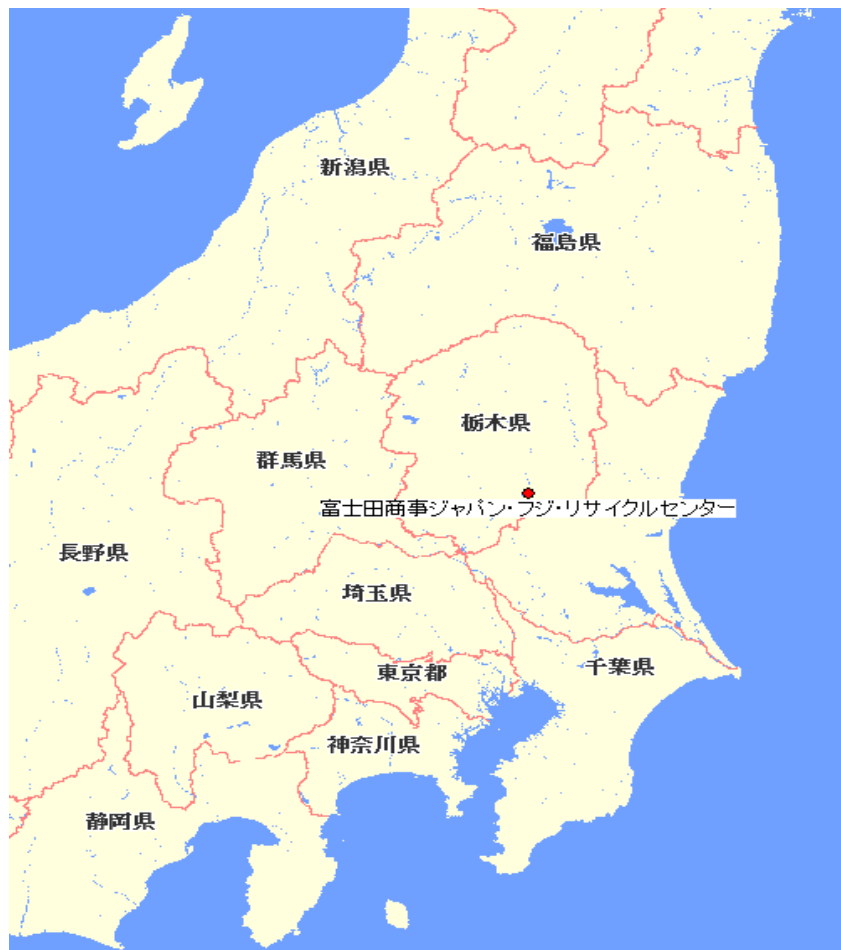 新潟県
福島県
栃木県
群馬県
富士田商事ジャパン・フジ・リサイクルセンター
長野県
埼玉県
千葉県
東京都
山梨県
神奈川県
静岡県